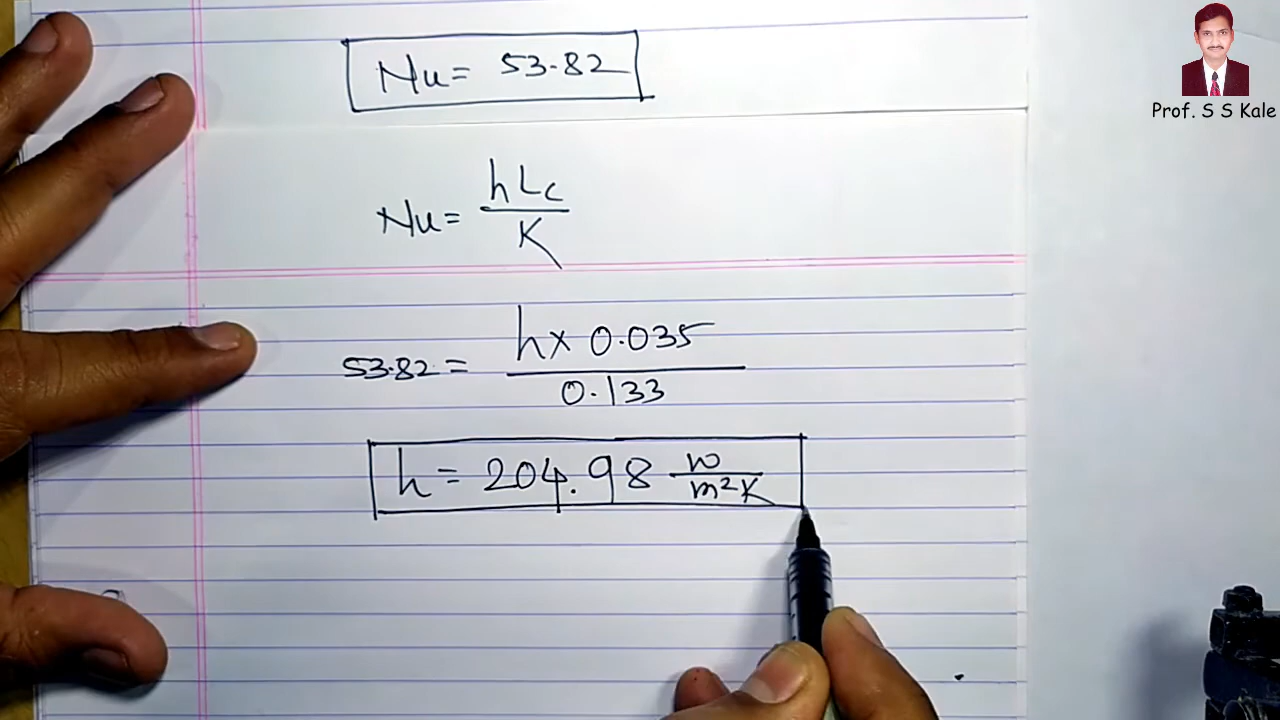 Nu = 53.82
Prof. S S Kale
Nu = hLc / K
53.82 = h x 0.035 / 0.133
h = 204.98 w / m²K